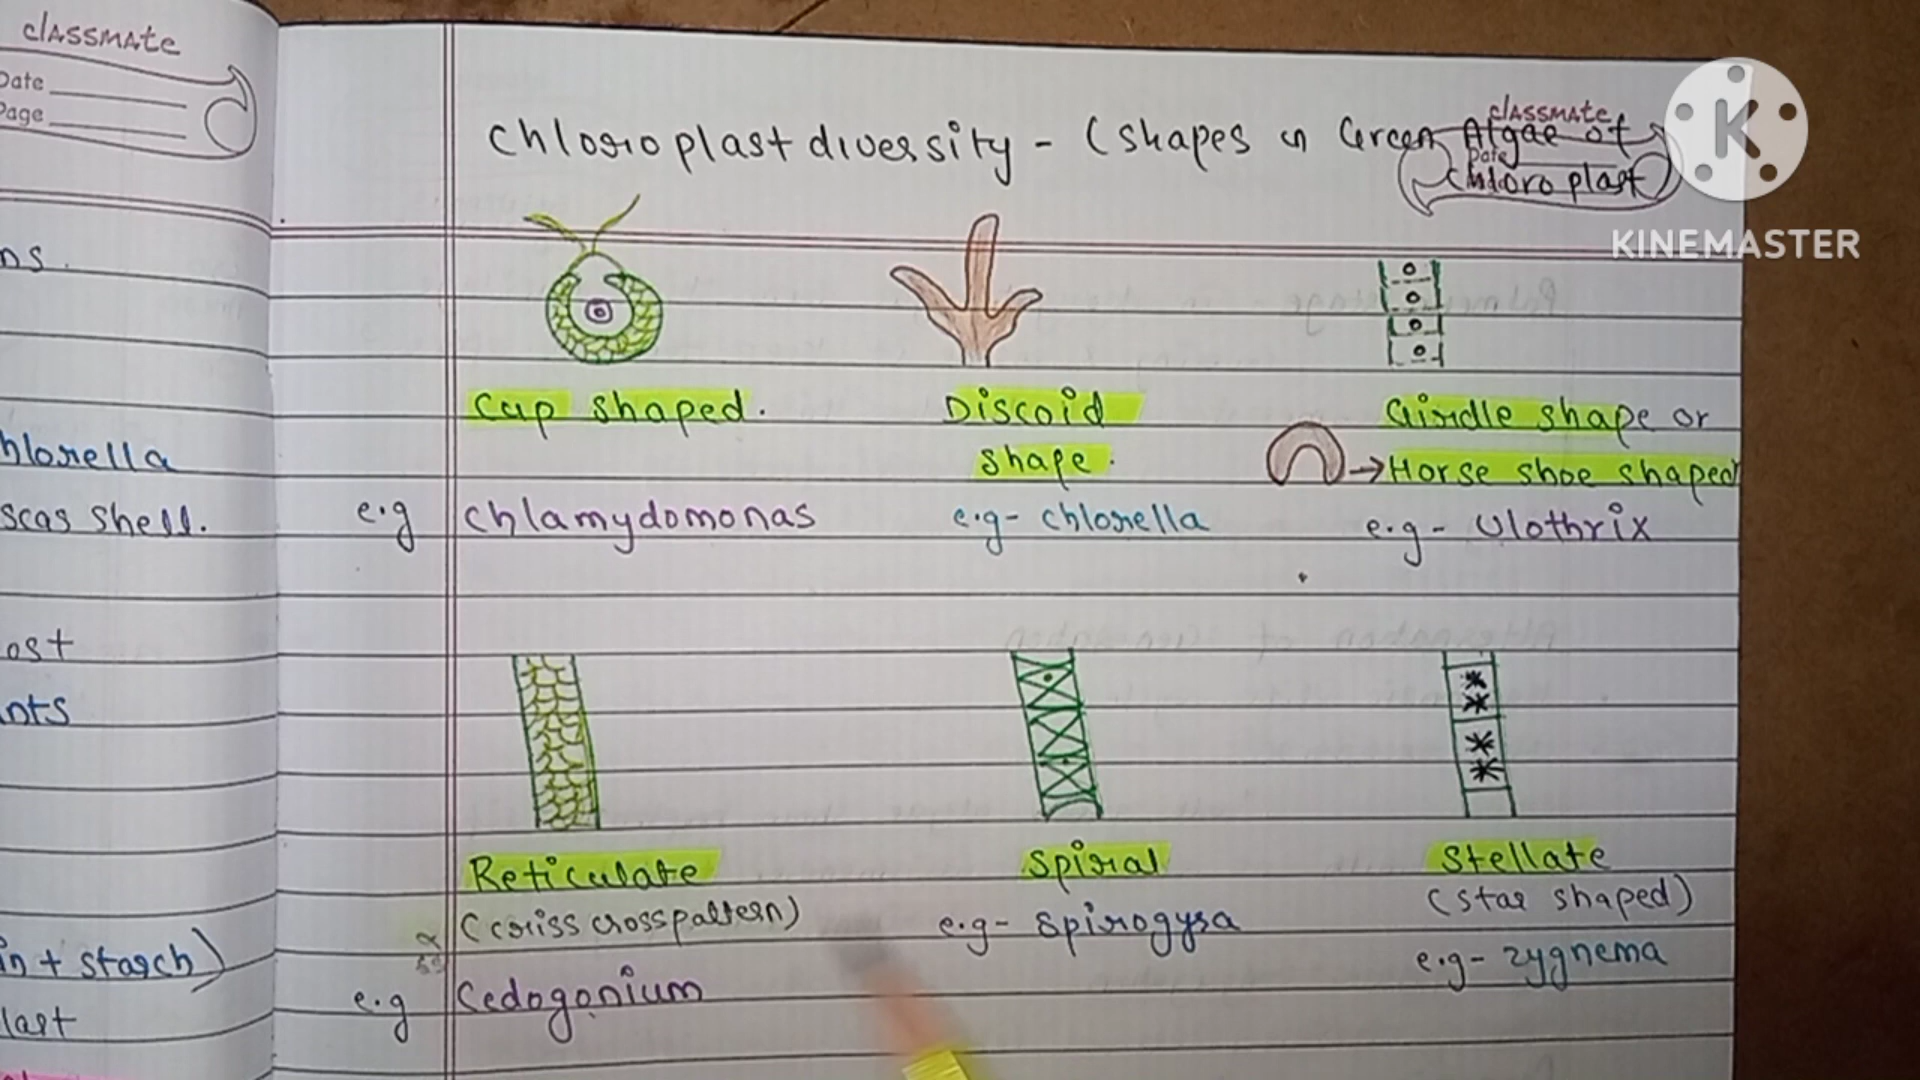 classmate
Date
Page
ns.
hlorella
scas shell.
ost
nts
in + starch)
last
Chloroplast diversity - (shapes in Green Algae of
chloroplast)
classmate
Date
KINEMASTER
Cup shaped.
e.g Chlamydomonas
Discoid
shape.
e.g- chlorella
Girdle shape or
→ Horse shoe shaped
e.g- Ulothrix
Reticulate
(criss cross pattern)
e.g Cedogonium
Spiral
e.g- Spirogyra
Stellate
(star shaped)
e.g- zygnema